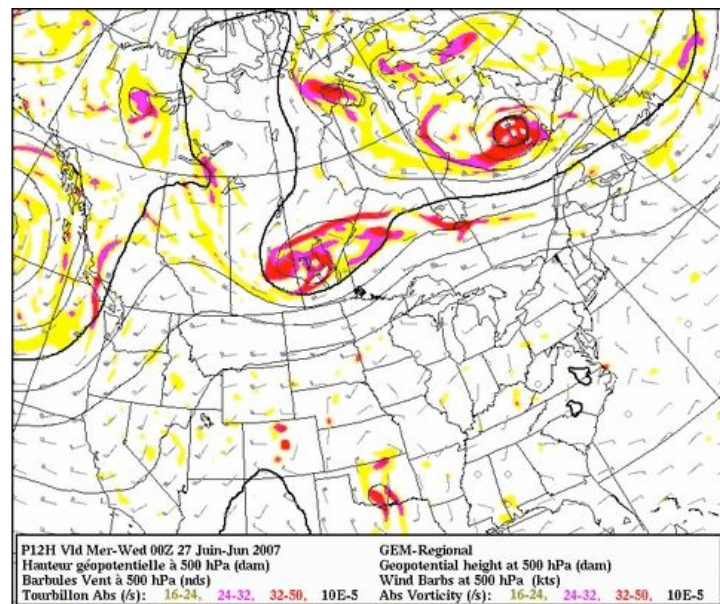 P12H Vld Mer-Wed 00Z 27 Juin-Jun 2007 GEM-Regional
Hauteur géopotentielle à 500 hPa (dam) Geopotential height at 500 hPa (dam)
Barbules Vent à 500 hPa (nds) Wind Barbs at 500 hPa (kts)
Tourbillon Abs (/s): 16-24, 24-32, 32-50, 10E-5 Abs Vorticity (/s): 16-24, 24-32, 32-50, 10E-5